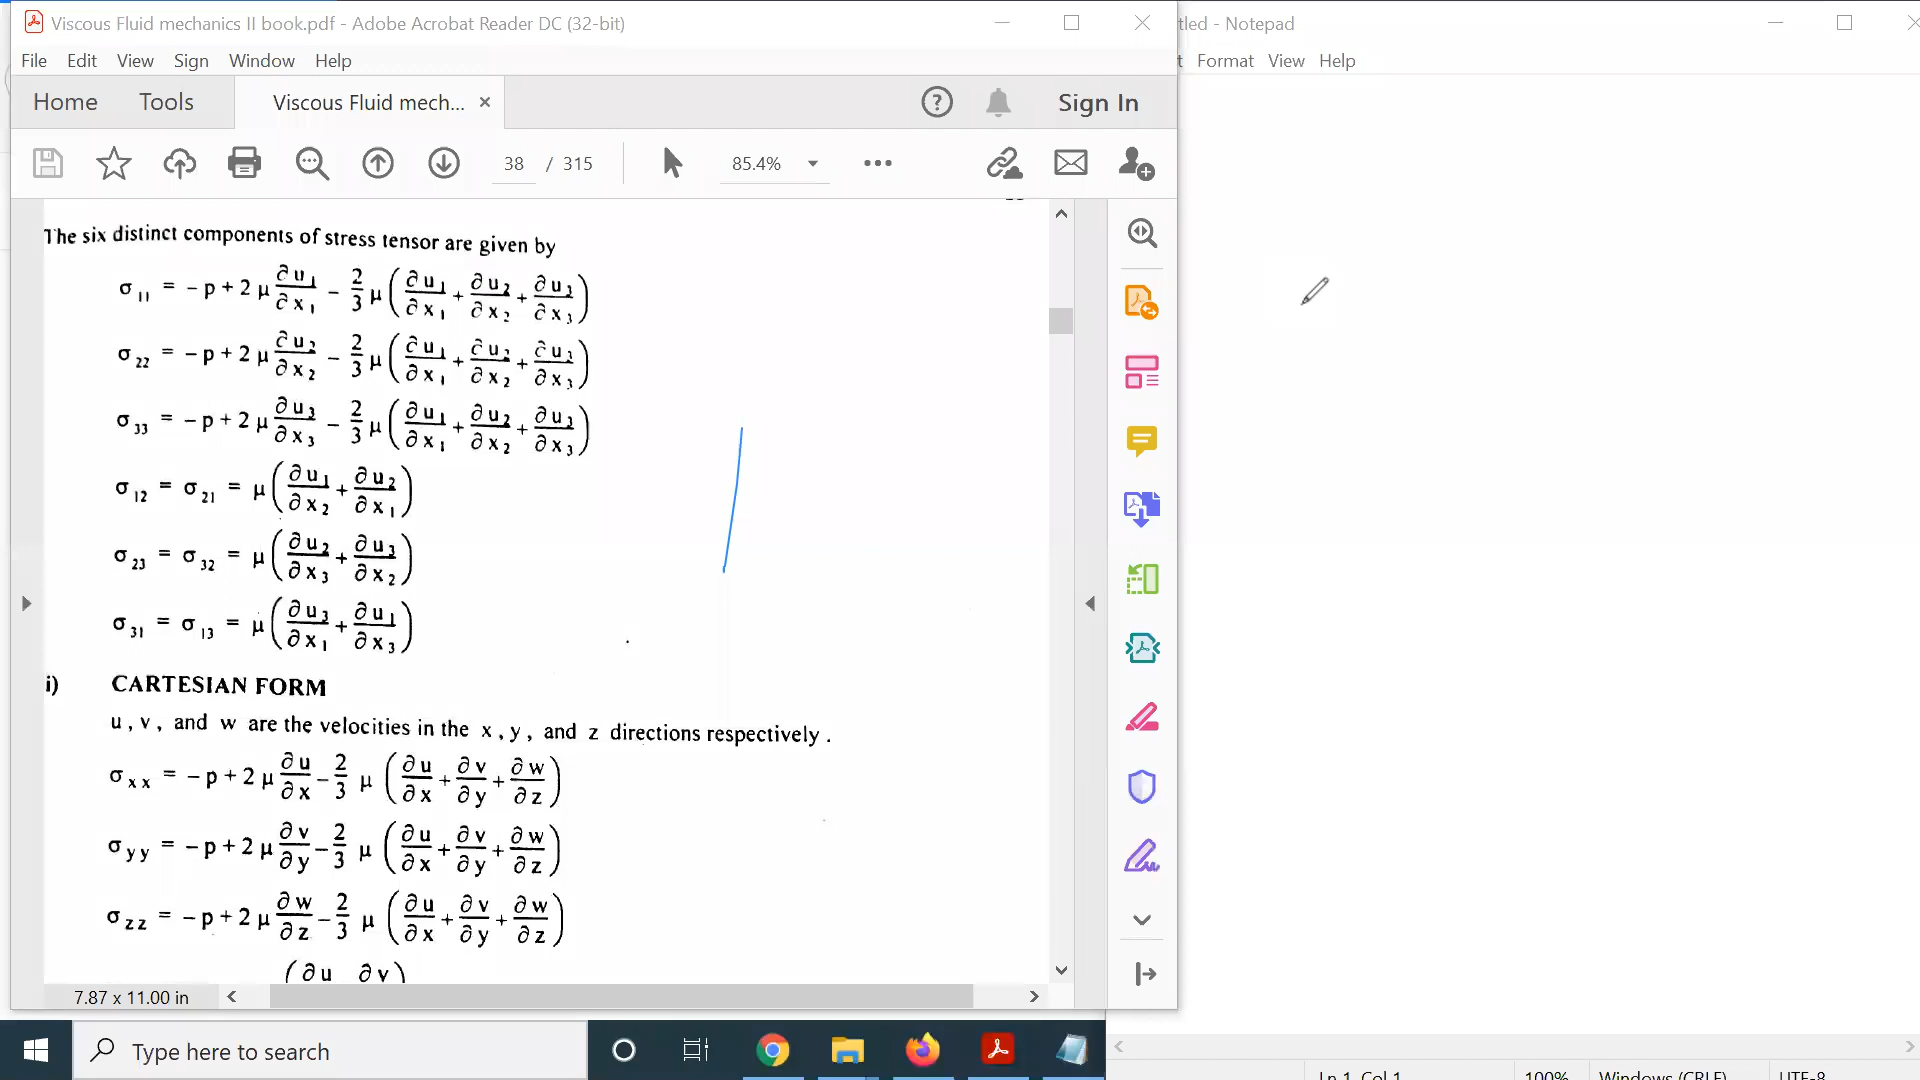 Viscous Fluid mechanics II book.pdf - Adobe Acrobat Reader DC (32-bit)
tled - Notepad
File Edit View Sign Window Help
t Format View Help
Home Tools Viscous Fluid mech... × Sign In
38 / 315 85.4%
The six distinct components of stress tensor are given by
σ₁₁ = −p + 2 μ ∂u₁/∂x₁ − 2/3 μ (∂u₁/∂x₁ + ∂u₂/∂x₂ + ∂u₃/∂x₃)
σ₂₂ = −p + 2 μ ∂u₂/∂x₂ − 2/3 μ (∂u₁/∂x₁ + ∂u₂/∂x₂ + ∂u₃/∂x₃)
σ₃₃ = −p + 2 μ ∂u₃/∂x₃ − 2/3 μ (∂u₁/∂x₁ + ∂u₂/∂x₂ + ∂u₃/∂x₃)
σ₁₂ = σ₂₁ = μ (∂u₁/∂x₂ + ∂u₂/∂x₁)
σ₂₃ = σ₃₂ = μ (∂u₂/∂x₃ + ∂u₃/∂x₂)
σ₃₁ = σ₁₃ = μ (∂u₃/∂x₁ + ∂u₁/∂x₃)
i) CARTESIAN FORM
u, v, and w are the velocities in the x, y, and z directions respectively.
σxx = −p + 2 μ ∂u/∂x − 2/3 μ (∂u/∂x + ∂v/∂y + ∂w/∂z)
σyy = −p + 2 μ ∂v/∂y − 2/3 μ (∂u/∂x + ∂v/∂y + ∂w/∂z)
σzz = −p + 2 μ ∂w/∂z − 2/3 μ (∂u/∂x + ∂v/∂y + ∂w/∂z)
(∂u ∂v)
7.87 x 11.00 in
Type here to search
Ln 1, Col 1 100% Windows (CRLF) UTF-8